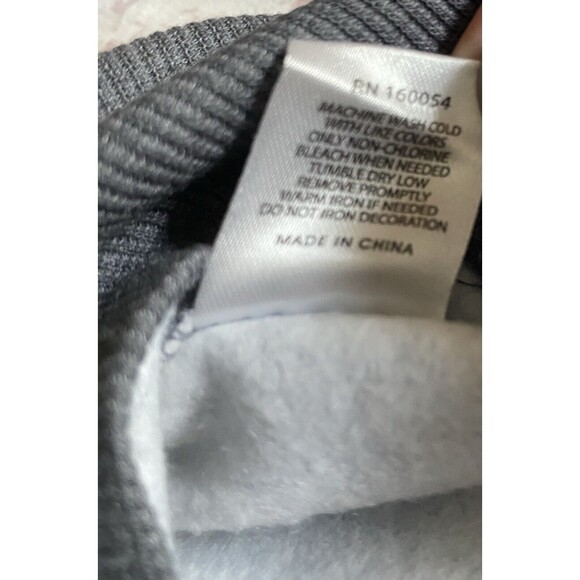 RN 160054
MACHINE WASH COLD
WITH LIKE COLORS
ONLY NON-CHLORINE
BLEACH WHEN NEEDED
TUMBLE DRY LOW
REMOVE PROMPTLY
WARM IRON IF NEEDED
DO NOT IRON DECORATION
MADE IN CHINA